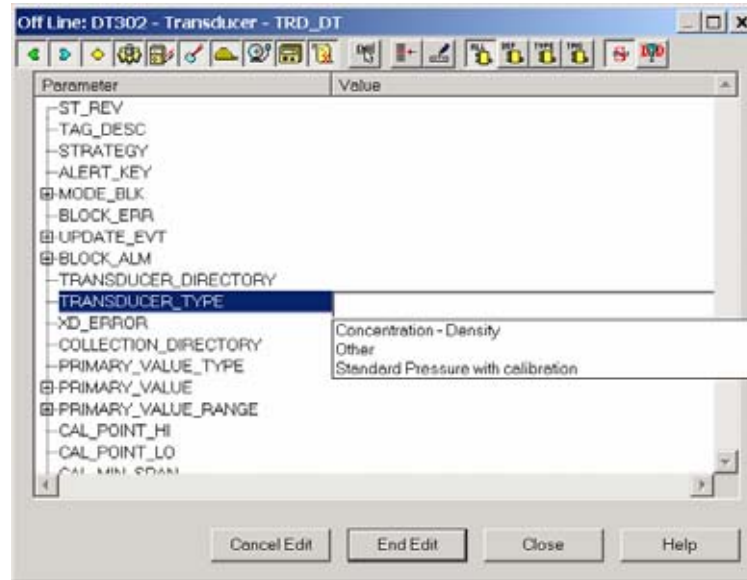 Off Line: DT302 - Transducer - TRD_DT
Parameter Value
ST_REV
TAG_DESC
STRATEGY
ALERT_KEY
MODE_BLK
BLOCK_ERR
UPDATE_EVT
BLOCK_ALM
TRANSDUCER_DIRECTORY
TRANSDUCER_TYPE
XD_ERROR
Concentration - Density
COLLECTION_DIRECTORY
Other
PRIMARY_VALUE_TYPE
Standard Pressure with calibration
PRIMARY_VALUE
PRIMARY_VALUE_RANGE
CAL_POINT_HI
CAL_POINT_LO
CAL_MIN_SPAN
Cancel Edit End Edit Close Help